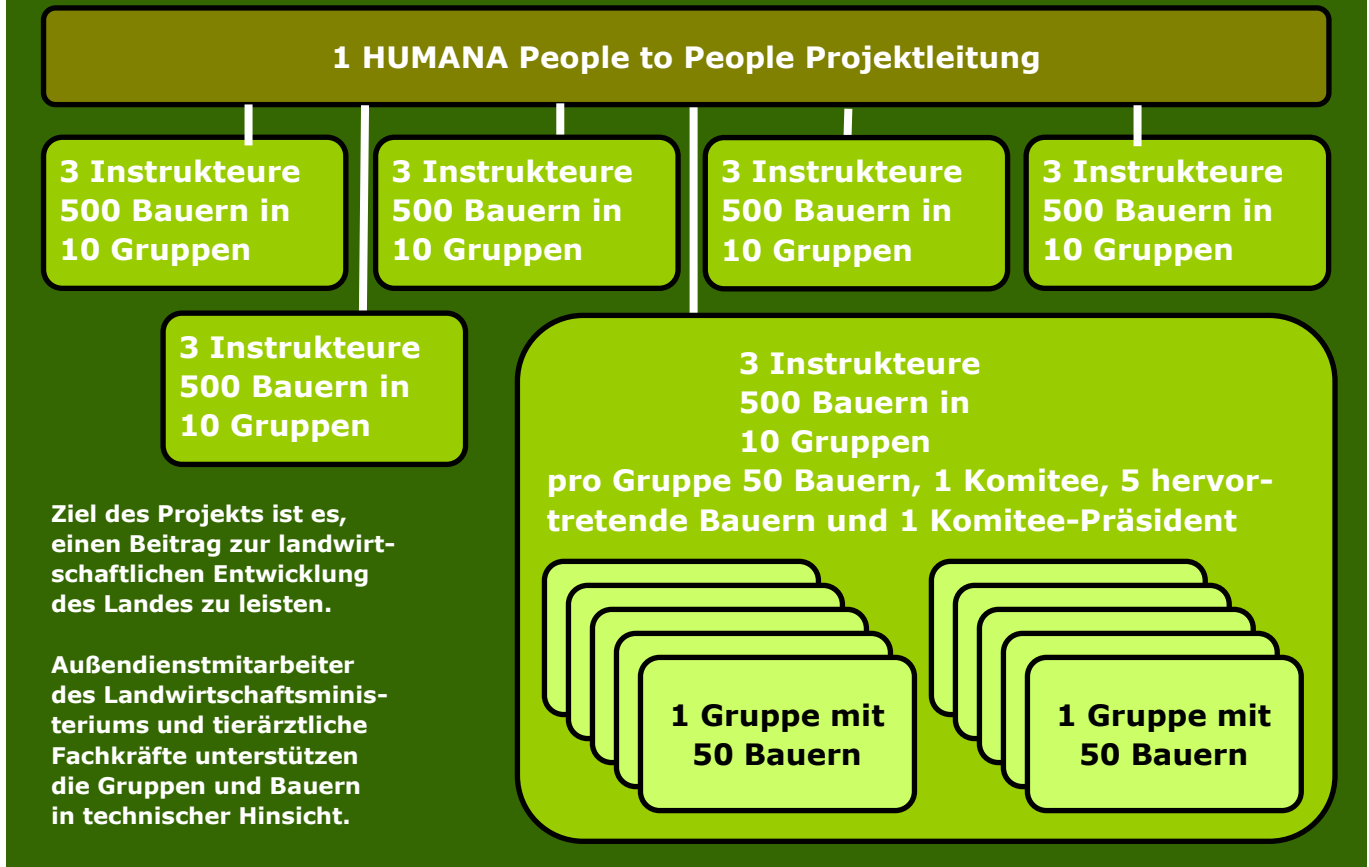 1 HUMANA People to People Projektleitung
3 Instrukteure
500 Bauern in
10 Gruppen
3 Instrukteure
500 Bauern in
10 Gruppen
3 Instrukteure
500 Bauern in
10 Gruppen
3 Instrukteure
500 Bauern in
10 Gruppen
3 Instrukteure
500 Bauern in
10 Gruppen
3 Instrukteure
500 Bauern in
10 Gruppen
pro Gruppe 50 Bauern, 1 Komitee, 5 hervor-
tretende Bauern und 1 Komitee-Präsident
Ziel des Projekts ist es,
einen Beitrag zur landwirt-
schaftlichen Entwicklung
des Landes zu leisten.
Außendienstmitarbeiter
des Landwirtschaftsminis-
teriums und tierärztliche
Fachkräfte unterstützen
die Gruppen und Bauern
in technischer Hinsicht.
1 Gruppe mit
50 Bauern
1 Gruppe mit
50 Bauern